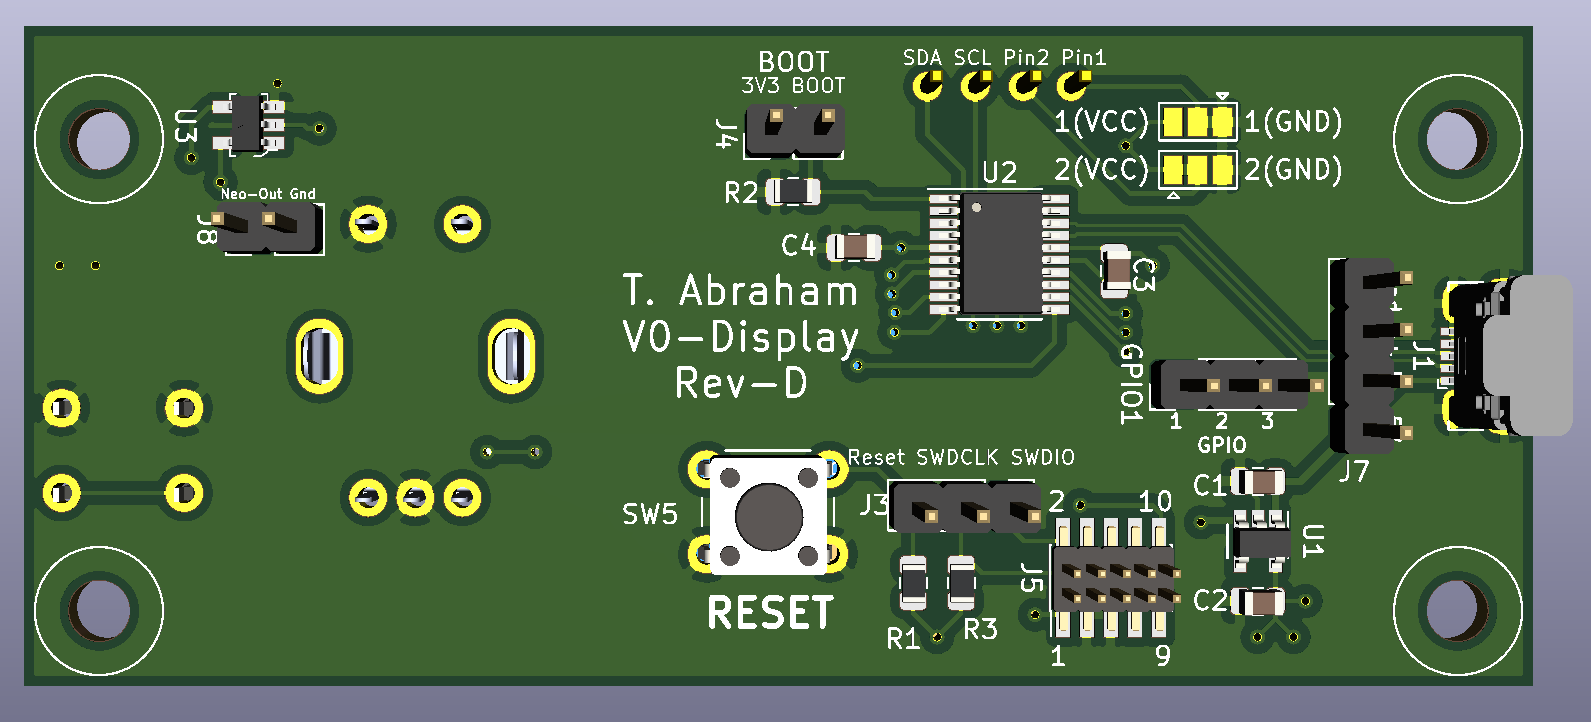 BOOT
3V3 BOOT
SDA SCL Pin2 Pin1
U3
J4
1(VCC) 1(GND)
2(VCC) 2(GND)
U2
R2
Neo-Out Gnd
J8
C4
C3
T. Abraham
V0-Display
Rev-D
GPIO1
J1
1 2 3
GPIO
J7
Reset SWDCLK SWDIO
C1
SW5
J3
2 10
U1
J5
C2
RESET
R1 R3
1 9